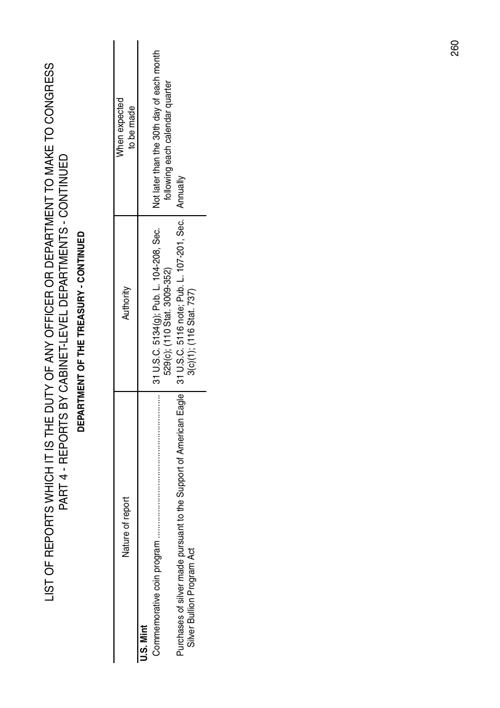 LIST OF REPORTS WHICH IT IS THE DUTY OF ANY OFFICER OR DEPARTMENT TO MAKE TO CONGRESS
PART 4 - REPORTS BY CABINET-LEVEL DEPARTMENTS - CONTINUED
DEPARTMENT OF THE TREASURY - CONTINUED
Nature of report
Authority
When expected
to be made
U.S. Mint
Commemorative coin program ........................................................ 31 U.S.C. 5134(g); Pub. L. 104-208, Sec. Not later than the 30th day of each month
529(c); (110 Stat. 3009-352) following each calendar quarter
Purchases of silver made pursuant to the Support of American Eagle 31 U.S.C. 5116 note; Pub. L. 107-201, Sec. Annually
Silver Bullion Program Act 3(c)(1); (116 Stat. 737)
260